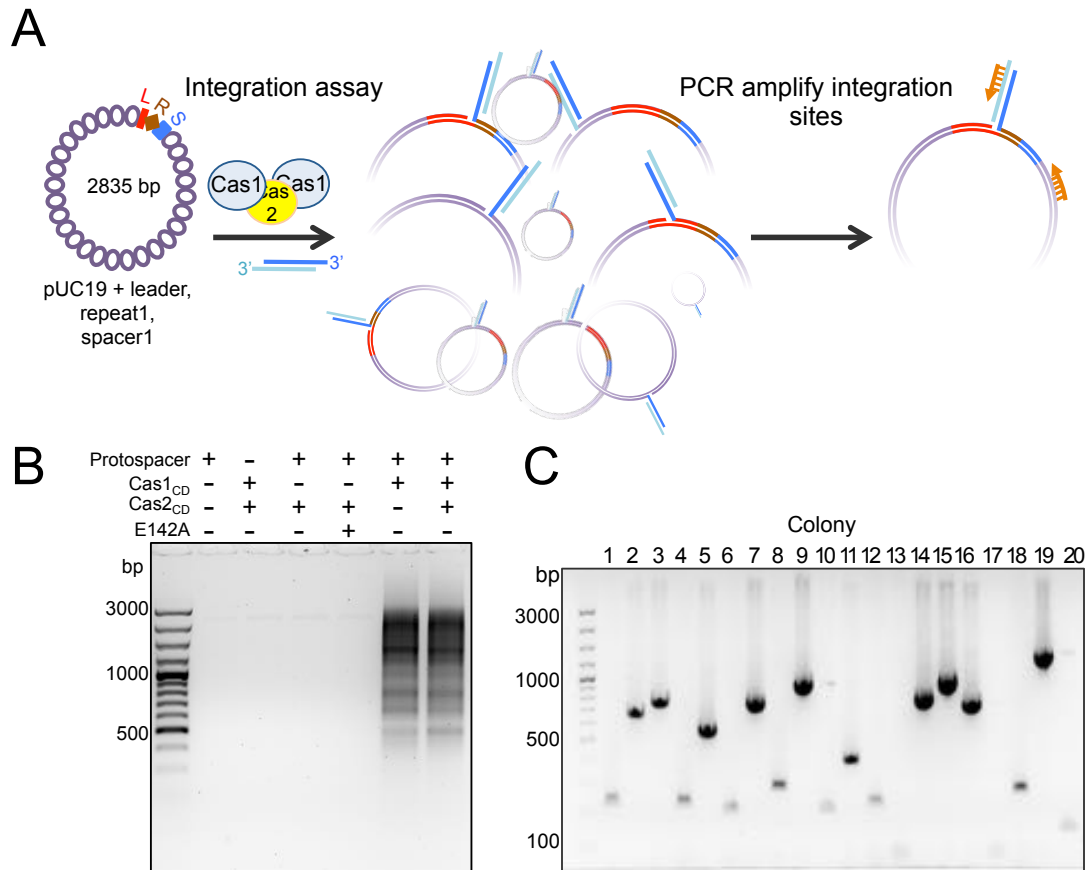 A
Integration assay
PCR amplify integration
sites
L
R
S
2835 bp
Cas1
Cas1
Cas
2
3’
3’
pUC19 + leader,
repeat1,
spacer1
B
Protospacer + – + + + +
Cas1CD – + – – + +
Cas2CD – + + + – +
E142A – – – + – –
bp
3000
1000
500
C
Colony
1 2 3 4 5 6 7 8 9 10 11 12 13 14 15 16 17 18 19 20
bp
3000
1000
500
100